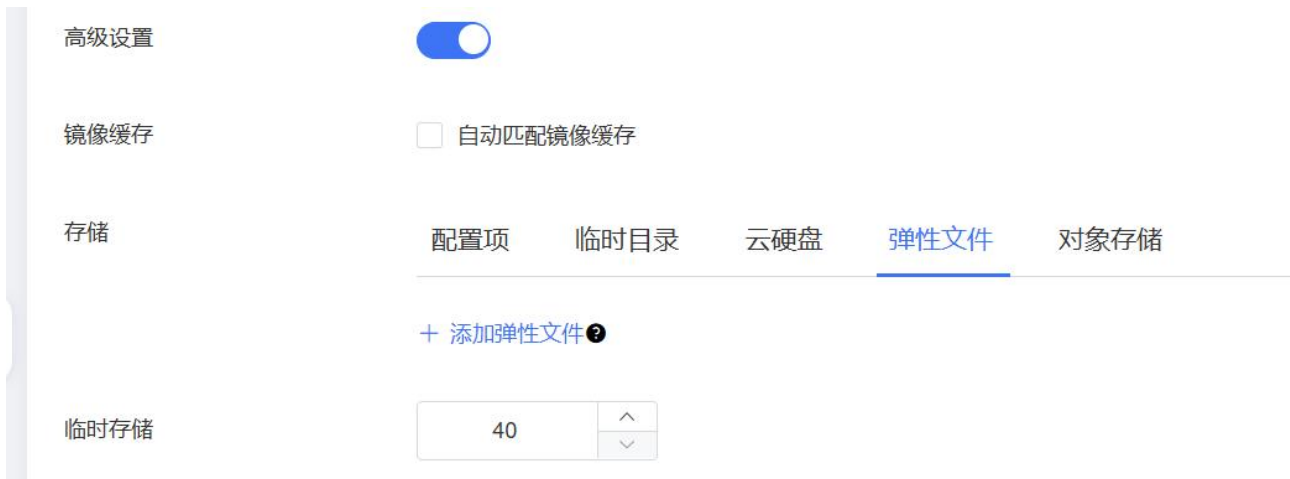 高级设置
镜像缓存 自动匹配镜像缓存
存储 配置项 临时目录 云硬盘 弹性文件 对象存储
+ 添加弹性文件?
临时存储 40